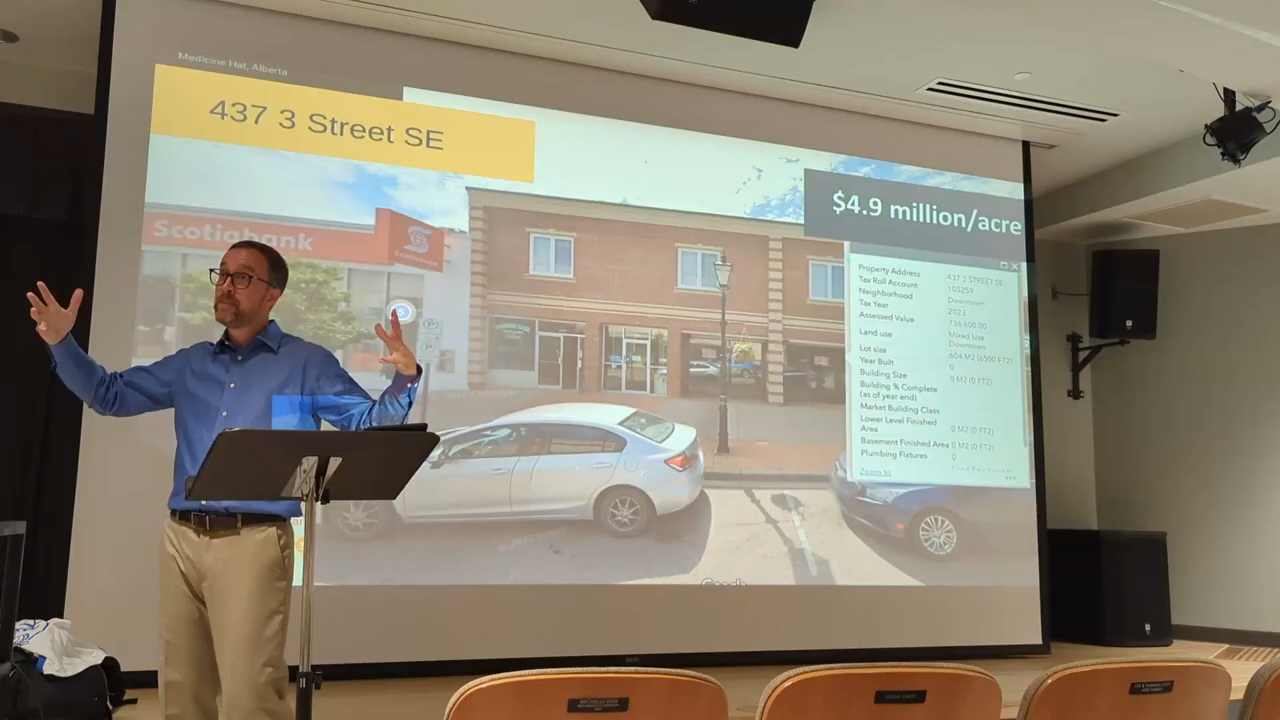 Medicine Hat, Alberta
437 3 Street SE
$4.9 million/acre
Scotiabank
Scotiabank
P
Property Address 437 3 STREET SE
Tax Roll Account 105259
Neighborhood Downtown
Tax Year 2023
Assessed Value 736,600.00
Land use Mixed Use Downtown
Lot size 604 M2 (6500 FT2)
Year Built 0
Building Size 0 M2 (0 FT2)
Building % Complete
(as of year end)
Market Building Class
Lower Level Finished
Area 0 M2 (0 FT2)
Basement Finished Area 0 M2 (0 FT2)
Plumbing Fixtures 0
Zoom to
Google